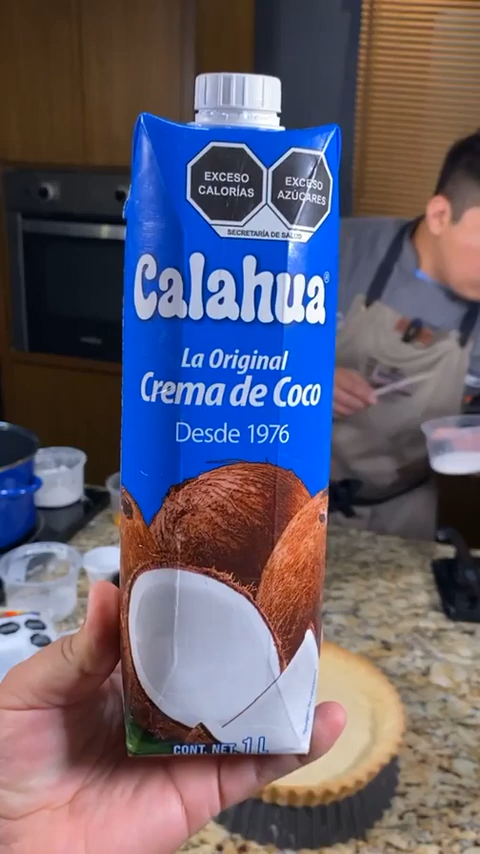 EXCESO
CALORÍAS
EXCESO
AZÚCARES
SECRETARÍA DE SALUD
Calahua®
La Original
Crema de Coco
Desde 1976
CONT. NET. 1 L